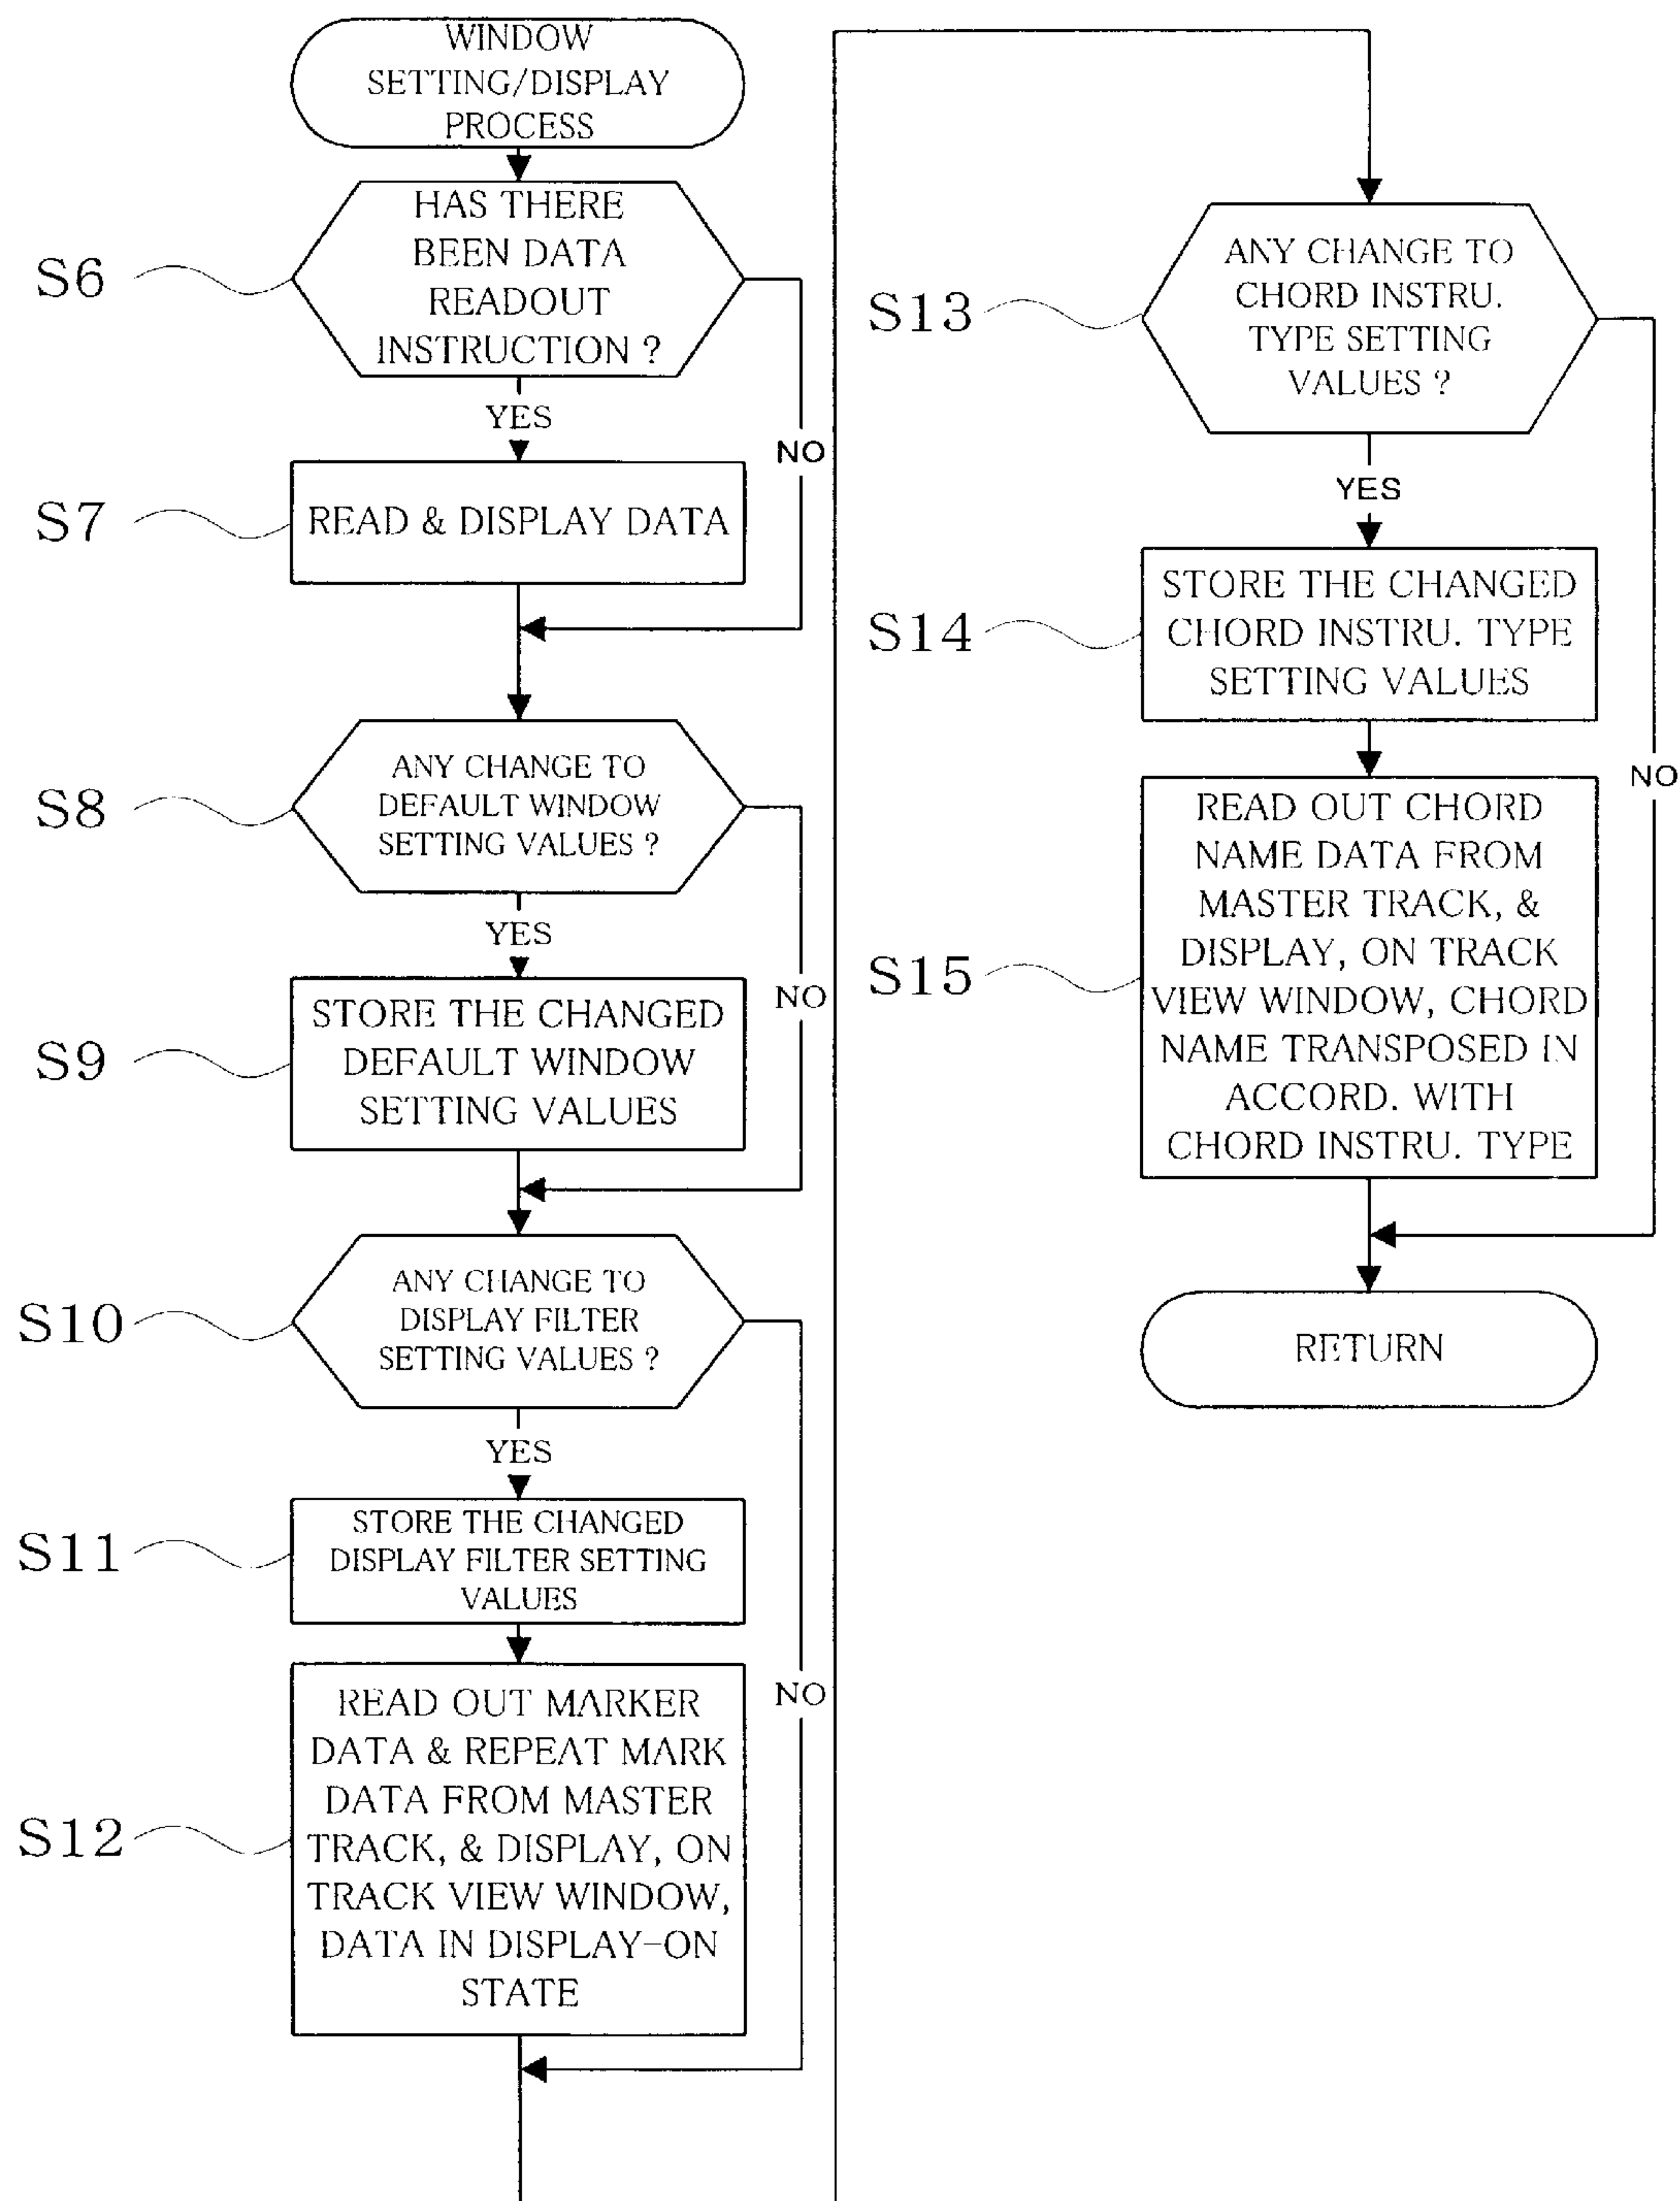 WINDOW
SETTING/DISPLAY
PROCESS
S6
HAS THERE
BEEN DATA
READOUT
INSTRUCTION ?
YES
NO
S7
READ & DISPLAY DATA
S8
ANY CHANGE TO
DEFAULT WINDOW
SETTING VALUES ?
YES
NO
S9
STORE THE CHANGED
DEFAULT WINDOW
SETTING VALUES
S10
ANY CHANGE TO
DISPLAY FILTER
SETTING VALUES ?
YES
NO
S11
STORE THE CHANGED
DISPLAY FILTER SETTING
VALUES
S12
READ OUT MARKER
DATA & REPEAT MARK
DATA FROM MASTER
TRACK, & DISPLAY, ON
TRACK VIEW WINDOW,
DATA IN DISPLAY-ON
STATE
S13
ANY CHANGE TO
CHORD INSTRU.
TYPE SETTING
VALUES ?
YES
NO
S14
STORE THE CHANGED
CHORD INSTRU. TYPE
SETTING VALUES
S15
READ OUT CHORD
NAME DATA FROM
MASTER TRACK, &
DISPLAY, ON TRACK
VIEW WINDOW, CHORD
NAME TRANSPOSED IN
ACCORD. WITH
CHORD INSTRU. TYPE
RETURN